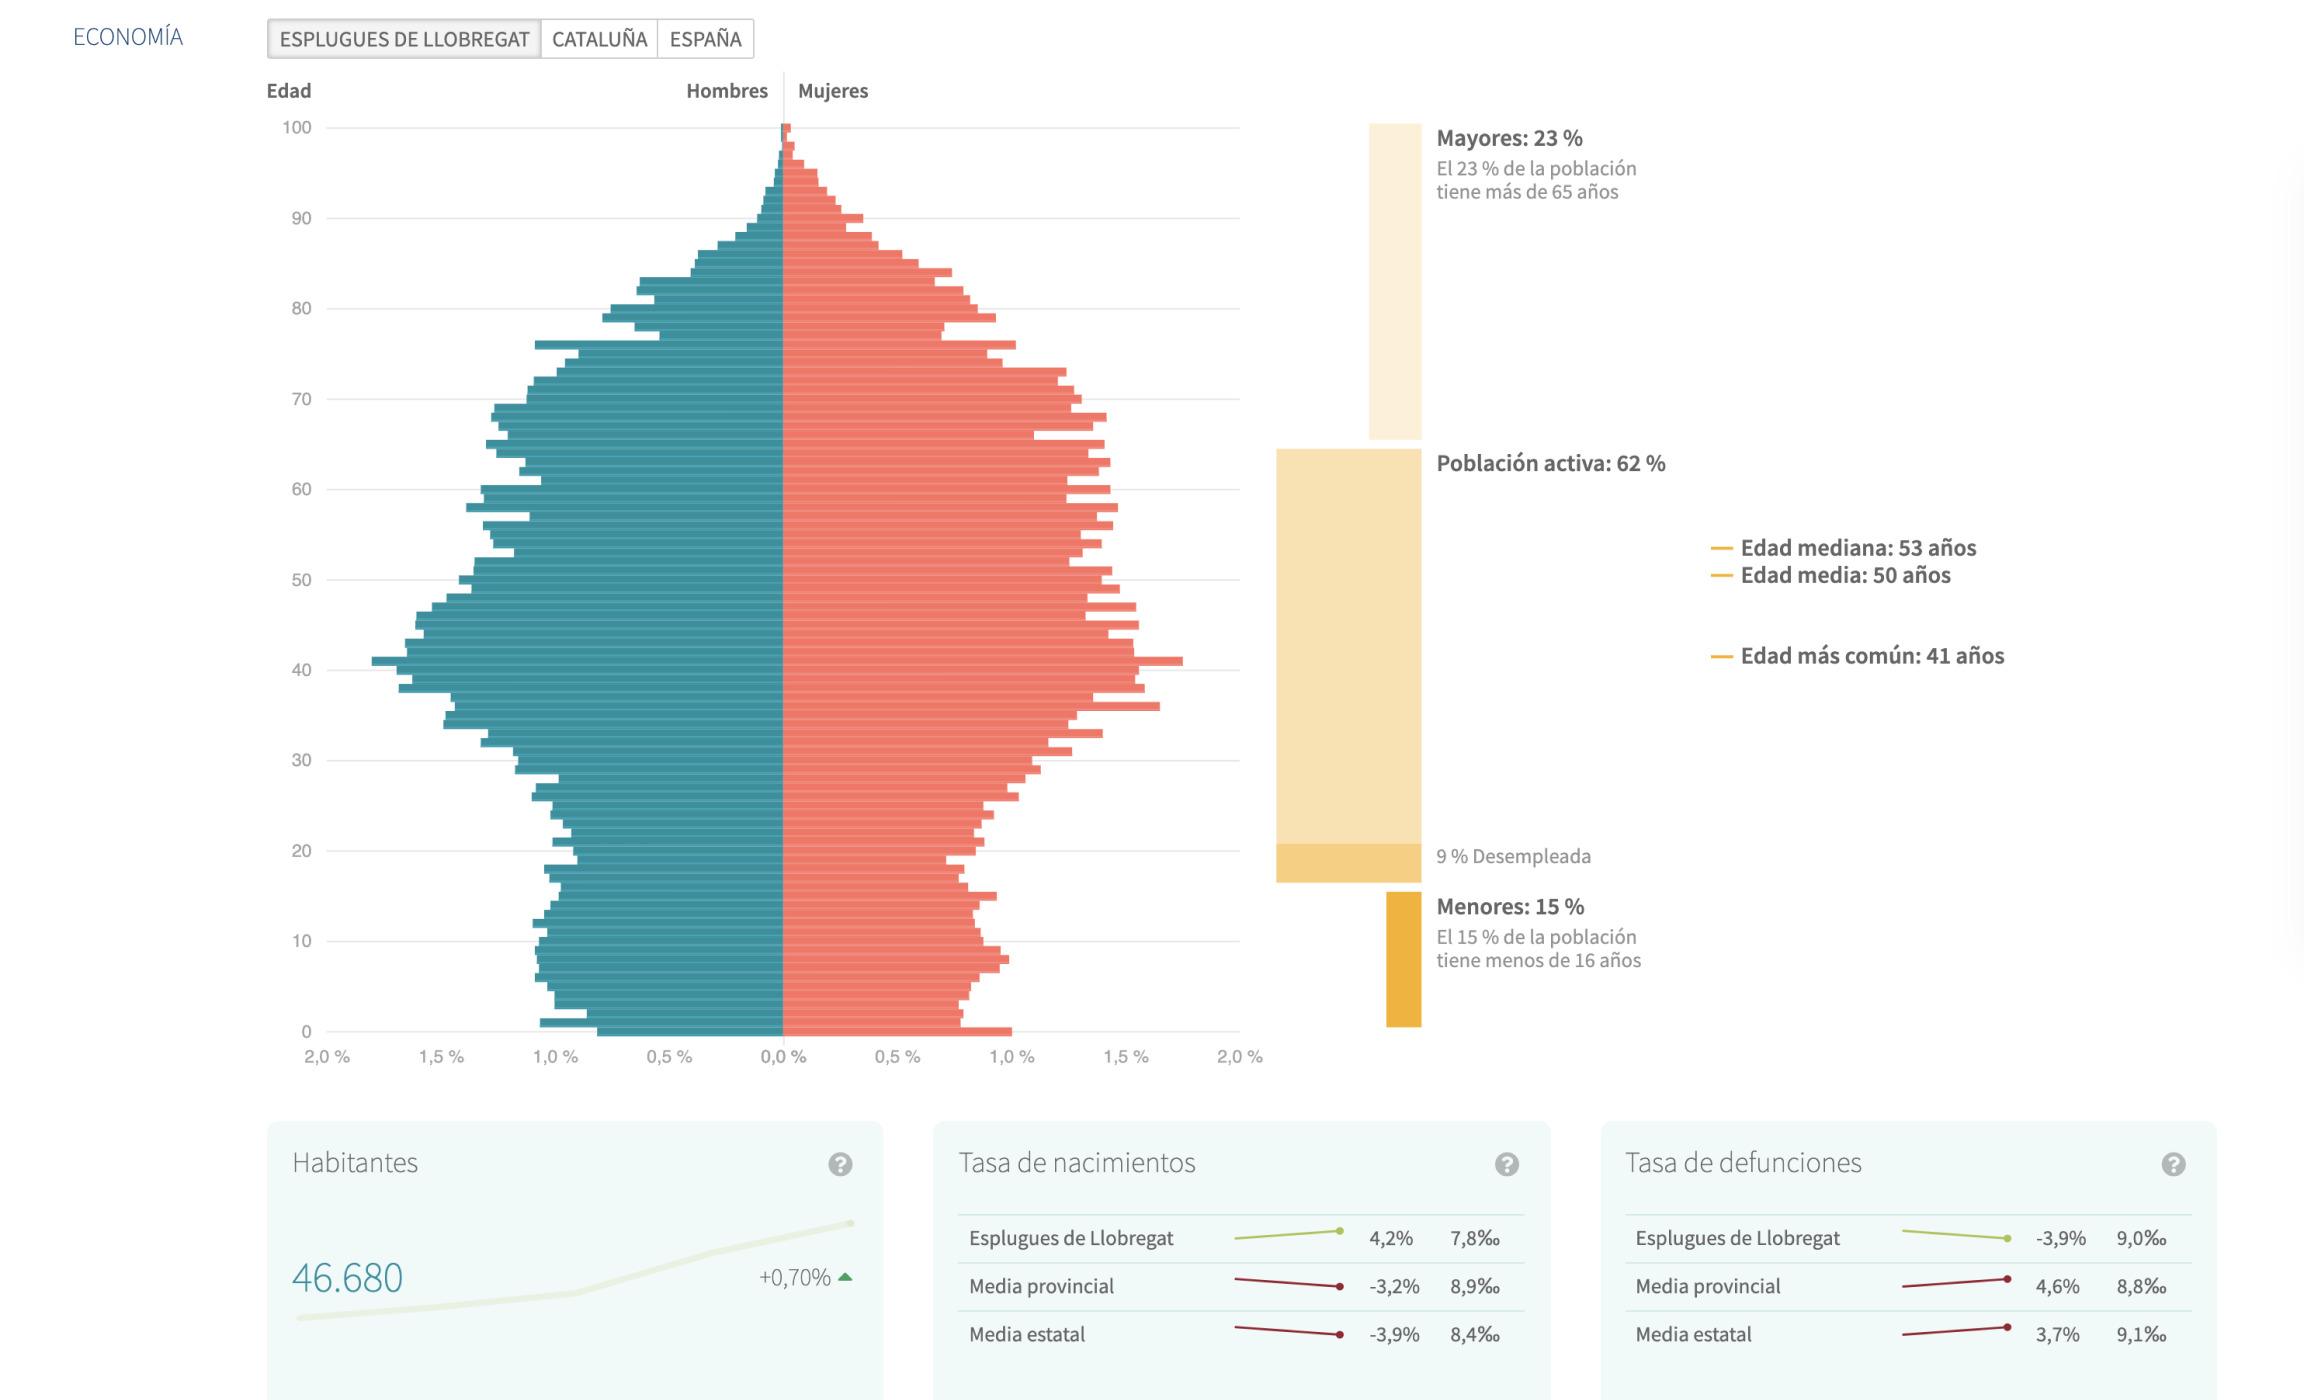 ECONOMÍA
ESPLUGUES DE LLOBREGAT CATALUÑA ESPAÑA
Edad Hombres Mujeres
100
90
80
70
60
50
40
30
20
10
0
2,0 % 1,5 % 1,0 % 0,5 % 0,0 % 0,5 % 1,0 % 1,5 % 2,0 %
Mayores: 23 %
El 23 % de la población
tiene más de 65 años
Población activa: 62 %
9 % Desempleada
Menores: 15 %
El 15 % de la población
tiene menos de 16 años
Edad mediana: 53 años
Edad media: 50 años
Edad más común: 41 años
Habitantes ?
46.680 +0,70%
Tasa de nacimientos ?
Esplugues de Llobregat 4,2% 7,8‰
Media provincial -3,2% 8,9‰
Media estatal -3,9% 8,4‰
Tasa de defunciones ?
Esplugues de Llobregat -3,9% 9,0‰
Media provincial 4,6% 8,8‰
Media estatal 3,7% 9,1‰